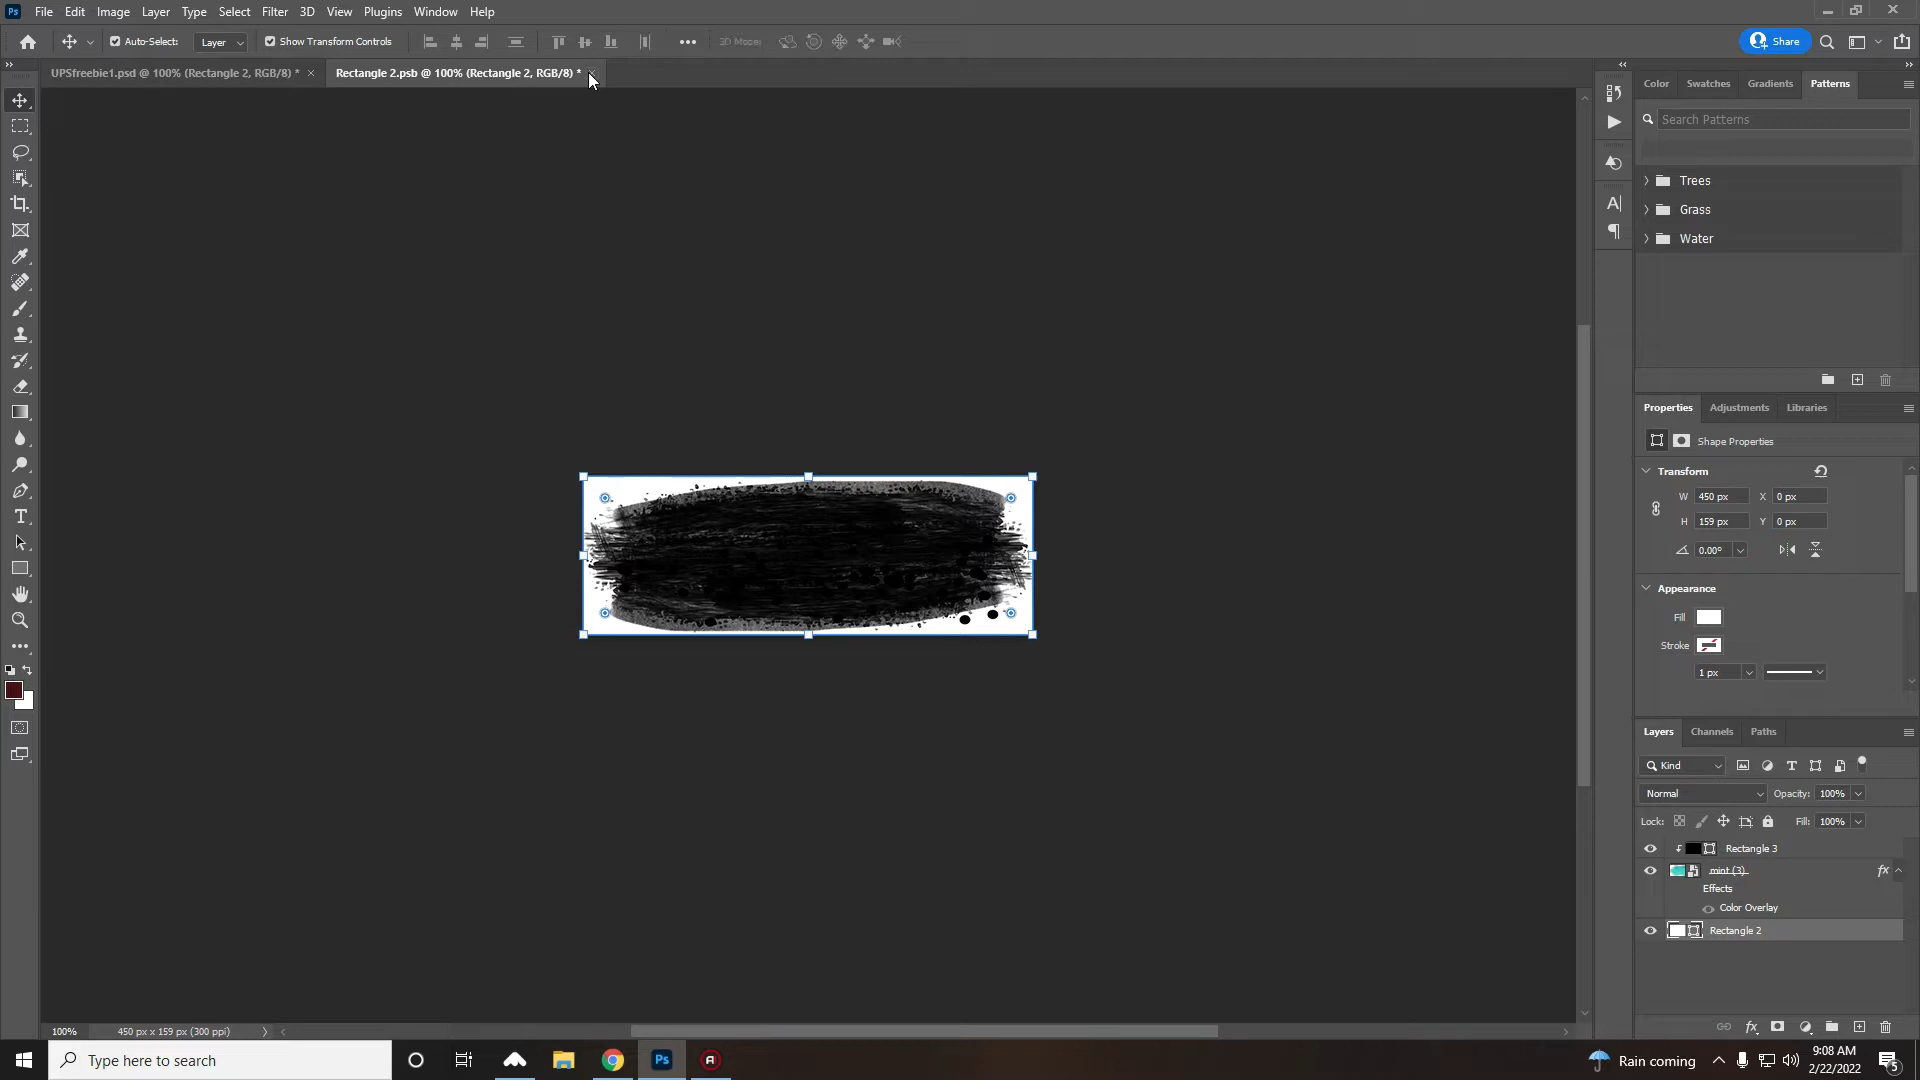 Ps File Edit Image Layer Type Select Filter 3D View Plugins Window Help
Auto-Select: Layer Show Transform Controls 3D Mode: Share
UPSfreebie1.psd @ 100% (Rectangle 2, RGB/8) * Rectangle 2.psb @ 100% (Rectangle 2, RGB/8) *
Color Swatches Gradients Patterns
Search Patterns
Trees
Grass
Water
Properties Adjustments Libraries
Shape Properties
Transform
W 450 px X 0 px
H 159 px Y 0 px
0.00°
Appearance
Fill
Stroke
1 px
Layers Channels Paths
Kind
Normal Opacity: 100%
Lock: Fill: 100%
Rectangle 3
mint (3)
Effects
Color Overlay
Rectangle 2
100% 450 px x 159 px (300 ppi)
Type here to search
Ps
Rain coming
9:08 AM
2/22/2022
5